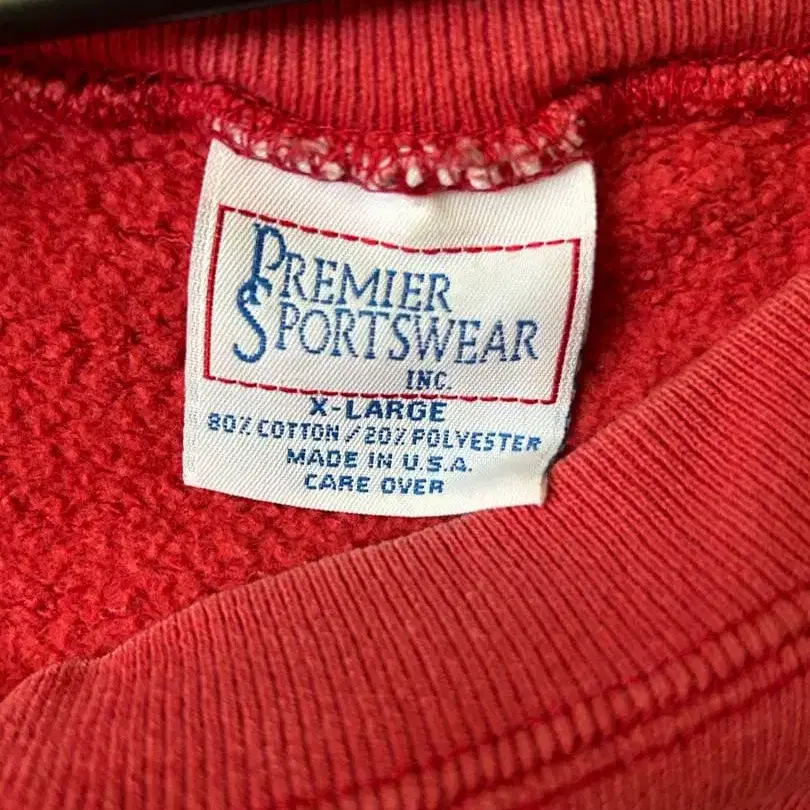 PREMIER
SPORTSWEAR
INC.
X-LARGE
80% COTTON / 20% POLYESTER
MADE IN U.S.A.
CARE OVER